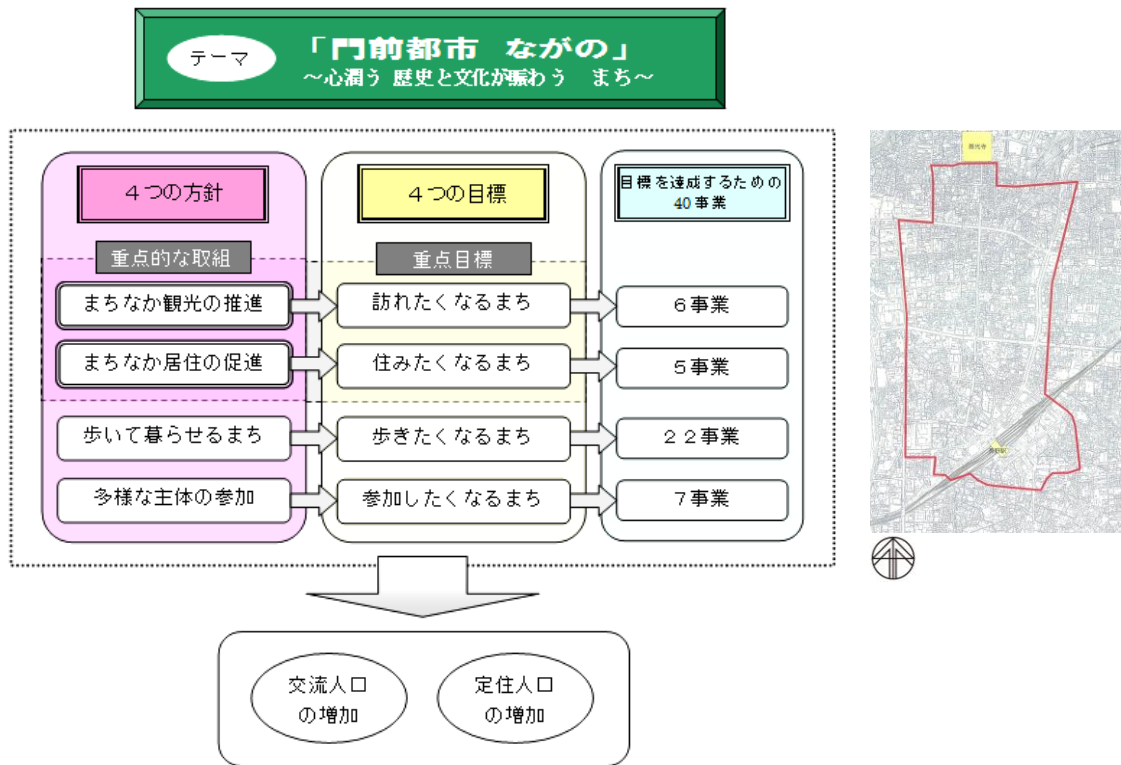 テーマ
「門前都市 ながの」
～心潤う 歴史と文化が賑わう まち～
４つの方針
４つの目標
目標を達成するための
40事業
重点的な取組
重点目標
まちなか観光の推進
訪れたくなるまち
６事業
まちなか居住の促進
住みたくなるまち
５事業
歩いて暮らせるまち
歩きたくなるまち
２２事業
多様な主体の参加
参加したくなるまち
７事業
交流人口
の増加
定住人口
の増加
善光寺
長野駅